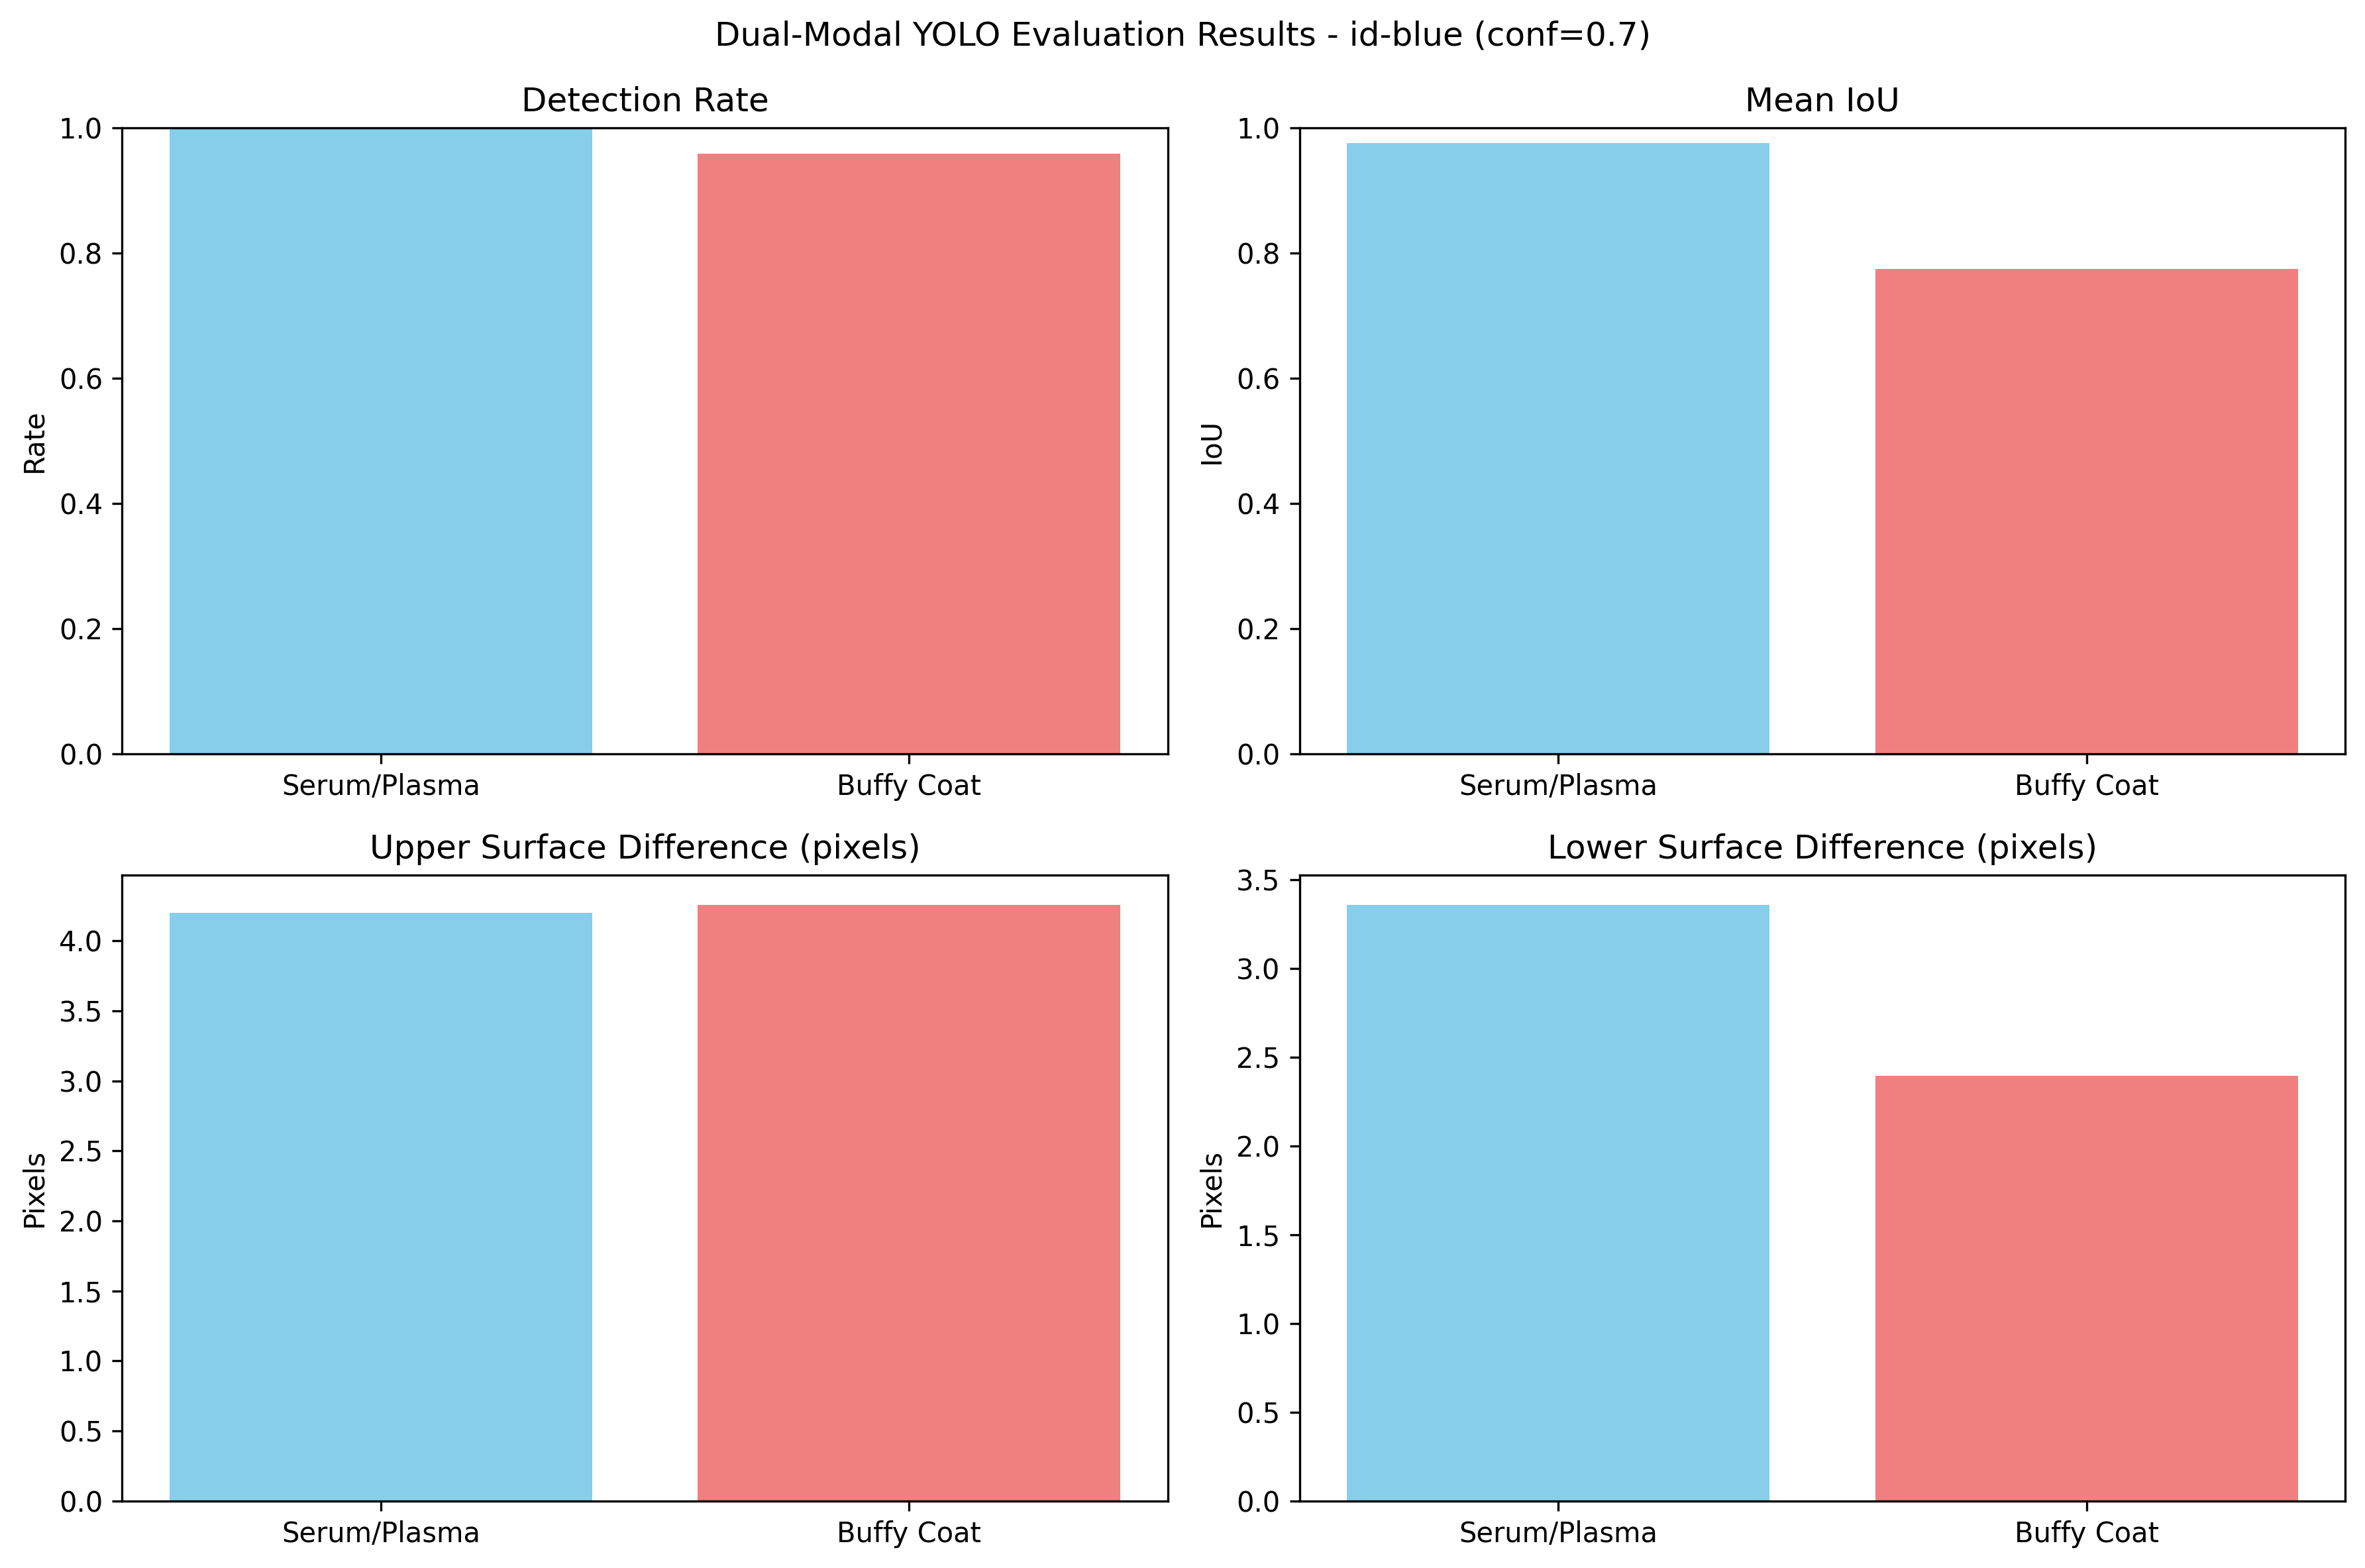 Dual-Modal YOLO Evaluation Results - id-blue (conf=0.7)
Detection Rate
1.0
0.8
0.6
0.4
0.2
0.0
Rate
Serum/Plasma
Buffy Coat
Mean IoU
1.0
0.8
0.6
0.4
0.2
0.0
IoU
Serum/Plasma
Buffy Coat
Upper Surface Difference (pixels)
4.0
3.5
3.0
2.5
2.0
1.5
1.0
0.5
0.0
Pixels
Serum/Plasma
Buffy Coat
Lower Surface Difference (pixels)
3.5
3.0
2.5
2.0
1.5
1.0
0.5
0.0
Pixels
Serum/Plasma
Buffy Coat